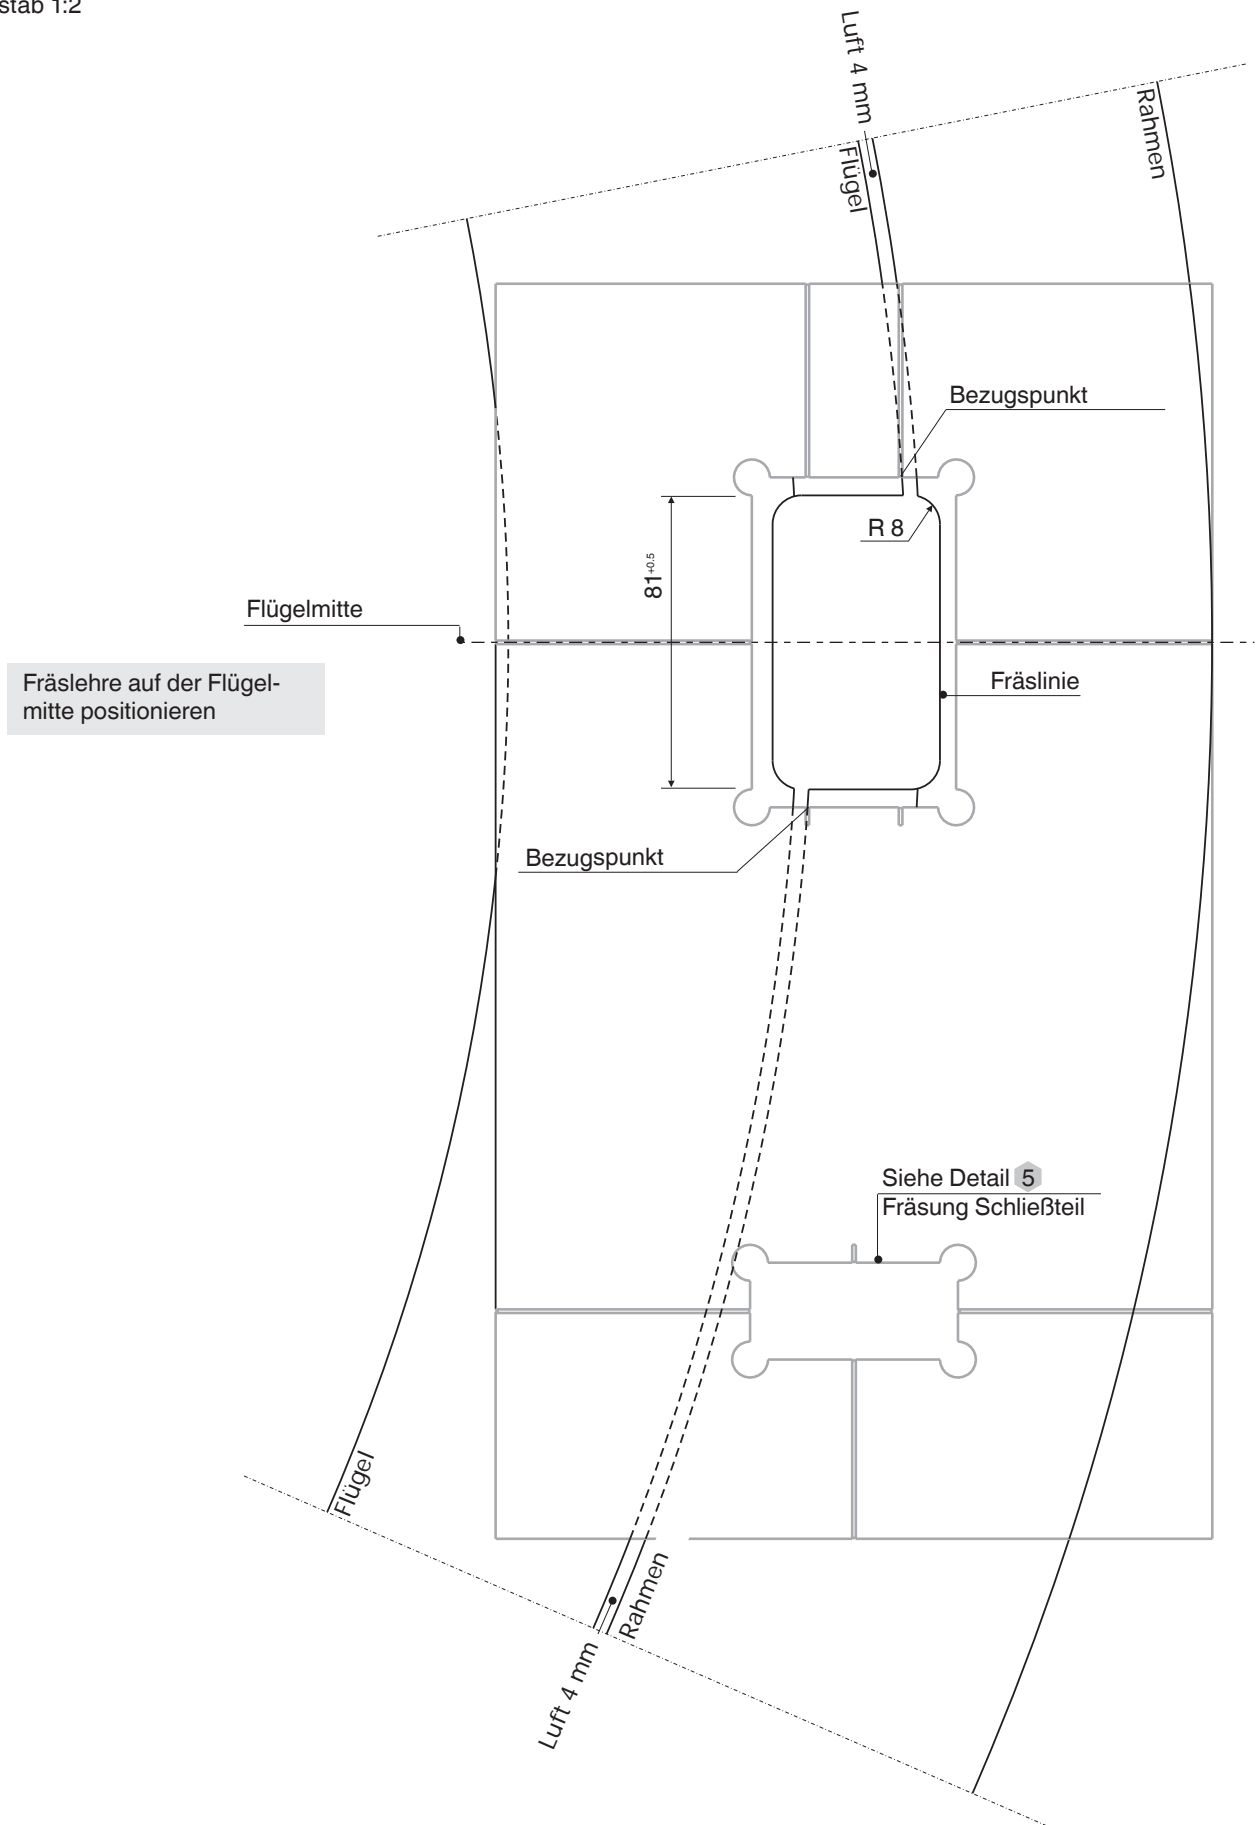 stab 1:2
Luft 4 mm
Flügel
Rahmen
Bezugspunkt
R 8
81+0.5
Flügelmitte
Fräslehre auf der Flügel-
mitte positionieren
Fräslinie
Bezugspunkt
Siehe Detail 5
Fräsung Schließteil
Flügel
Rahmen
Luft 4 mm